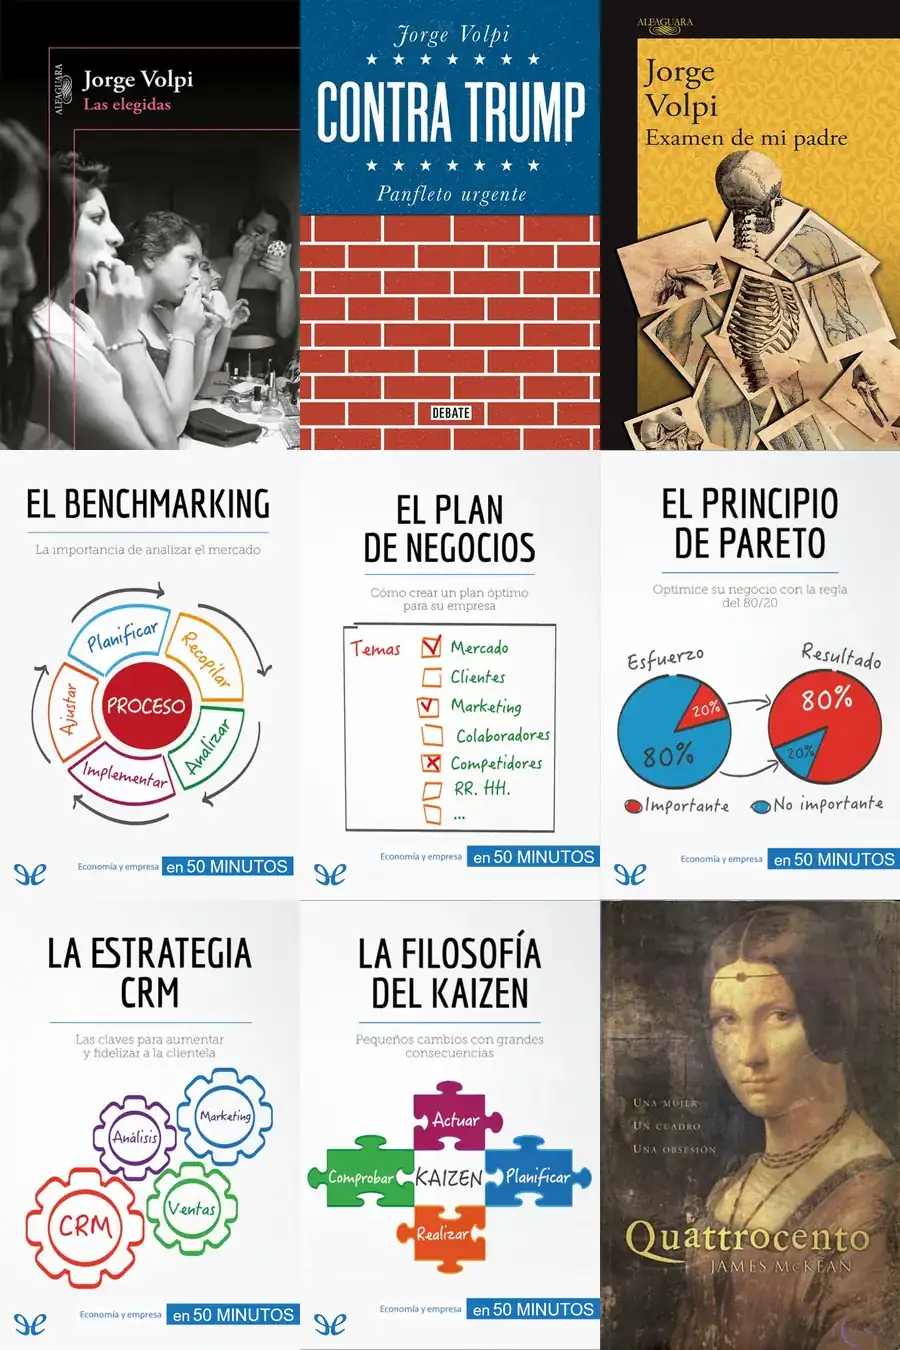 ALFAGUARA
Jorge Volpi
Las elegidas
Jorge Volpi
CONTRA TRUMP
Panfleto urgente
DEBATE
ALFAGUARA
Jorge
Volpi
Examen de mi padre
EL BENCHMARKING
La importancia de analizar el mercado
Planificar
Recopilar
Ajustar
PROCESO
Analizar
Implementar
Economía y empresa
en 50 MINUTOS
EL PLAN
DE NEGOCIOS
Cómo crear un plan óptimo
para su empresa
Temas
Mercado
Clientes
Marketing
Colaboradores
Competidores
RR. HH.
...
Economía y empresa
en 50 MINUTOS
EL PRINCIPIO
DE PARETO
Optimice su negocio con la regla
del 80/20
Esfuerzo
Resultado
20%
80%
80%
20%
Importante
No importante
Economía y empresa
en 50 MINUTOS
LA ESTRATEGIA
CRM
Las claves para aumentar
y fidelizar a la clientela
Análisis
Marketing
CRM
Ventas
Economía y empresa
en 50 MINUTOS
LA FILOSOFÍA
DEL KAIZEN
Pequeños cambios con grandes
consecuencias
Actuar
Comprobar
KAIZEN
Planificar
Realizar
Economía y empresa
en 50 MINUTOS
UNA MUJER
UN CUADRO
UNA OBSESIÓN
Quattrocento
JAMES MCKEAN